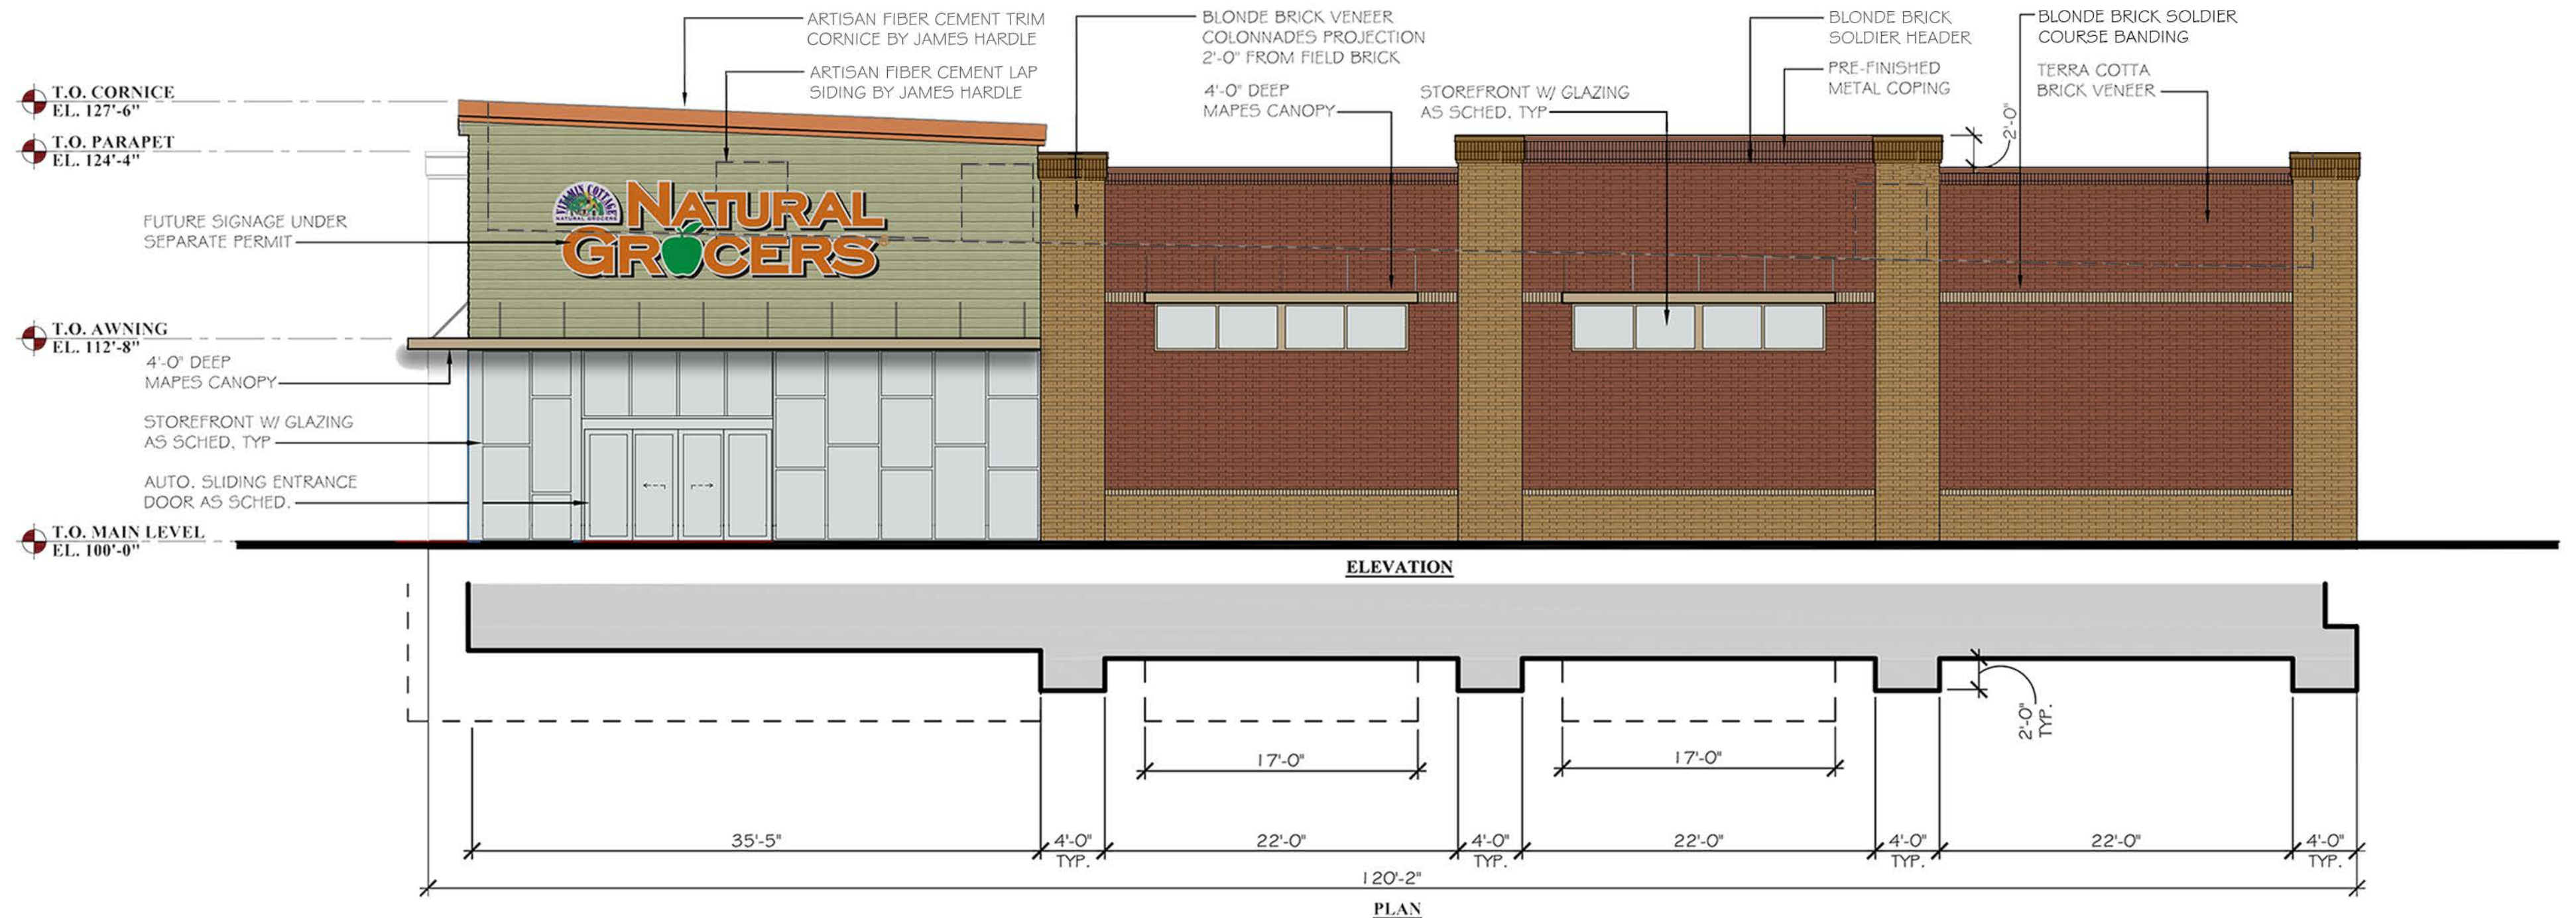 ARTISAN FIBER CEMENT TRIM
CORNICE BY JAMES HARDLE
ARTISAN FIBER CEMENT LAP
SIDING BY JAMES HARDLE
BLONDE BRICK VENEER
COLONNADES PROJECTION
2'-0" FROM FIELD BRICK
4'-0" DEEP
MAPES CANOPY
STOREFRONT W/ GLAZING
AS SCHED. TYP
BLONDE BRICK
SOLDIER HEADER
PRE-FINISHED
METAL COPING
BLONDE BRICK SOLDIER
COURSE BANDING
TERRA COTTA
BRICK VENEER
2'-0"
T.O. CORNICE
EL. 127'-6"
T.O. PARAPET
EL. 124'-4"
FUTURE SIGNAGE UNDER
SEPARATE PERMIT
VITAMIN COTTAGE
NATURAL GROCERS
NATURAL
GROCERS®
T.O. AWNING
EL. 112'-8"
4'-0" DEEP
MAPES CANOPY
STOREFRONT W/ GLAZING
AS SCHED, TYP
AUTO. SLIDING ENTRANCE
DOOR AS SCHED.
T.O. MAIN LEVEL
EL. 100'-0"
ELEVATION
2'-0"
TYP.
17'-0"
17'-0"
35'-5"
4'-0"
TYP.
22'-0"
4'-0"
TYP.
22'-0"
4'-0"
TYP.
22'-0"
4'-0"
TYP.
120'-2"
PLAN